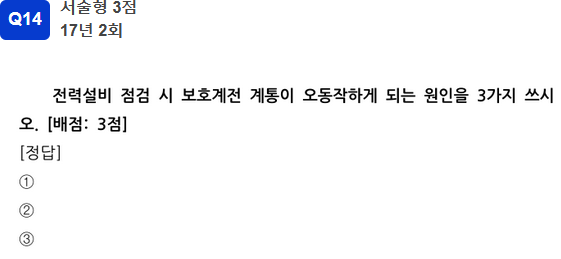 Q14
서술형 3점
17년 2회
전력설비 점검 시 보호계전 계통이 오동작하게 되는 원인을 3가지 쓰시
오. [배점: 3점]
[정답]
①
②
③